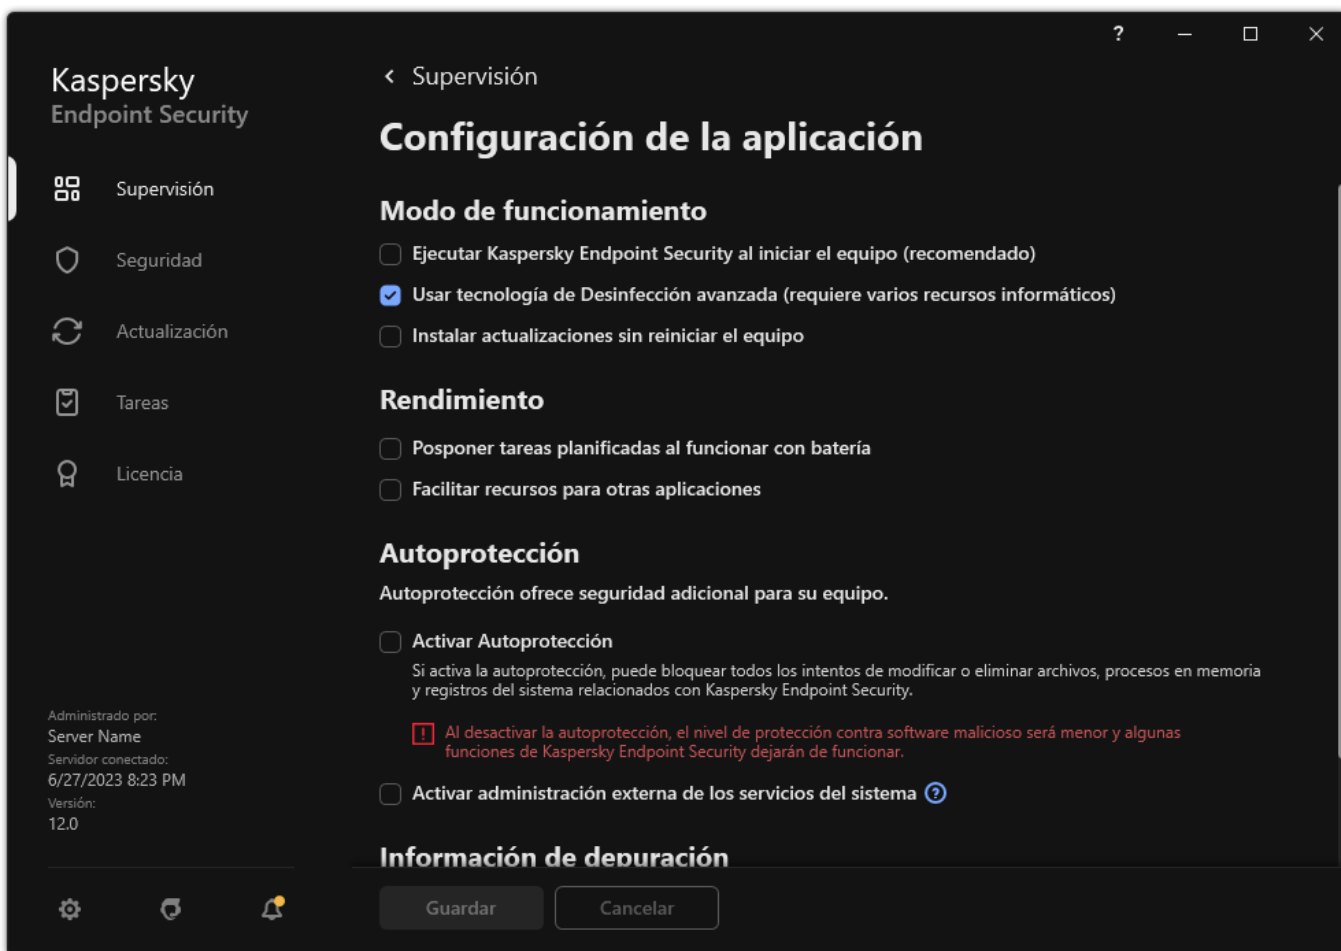 ?
Kaspersky
Endpoint Security
Supervisión
Seguridad
Actualización
Tareas
Licencia
Administrado por:
Server Name
Servidor conectado:
6/27/2023 8:23 PM
Versión:
12.0
Supervisión
Configuración de la aplicación
Modo de funcionamiento
Ejecutar Kaspersky Endpoint Security al iniciar el equipo (recomendado)
Usar tecnología de Desinfección avanzada (requiere varios recursos informáticos)
Instalar actualizaciones sin reiniciar el equipo
Rendimiento
Posponer tareas planificadas al funcionar con batería
Facilitar recursos para otras aplicaciones
Autoprotección
Autoprotección ofrece seguridad adicional para su equipo.
Activar Autoprotección
Si activa la autoprotección, puede bloquear todos los intentos de modificar o eliminar archivos, procesos en memoria
y registros del sistema relacionados con Kaspersky Endpoint Security.
Al desactivar la autoprotección, el nivel de protección contra software malicioso será menor y algunas
funciones de Kaspersky Endpoint Security dejarán de funcionar.
Activar administración externa de los servicios del sistema ?
Información de depuración
Guardar
Cancelar